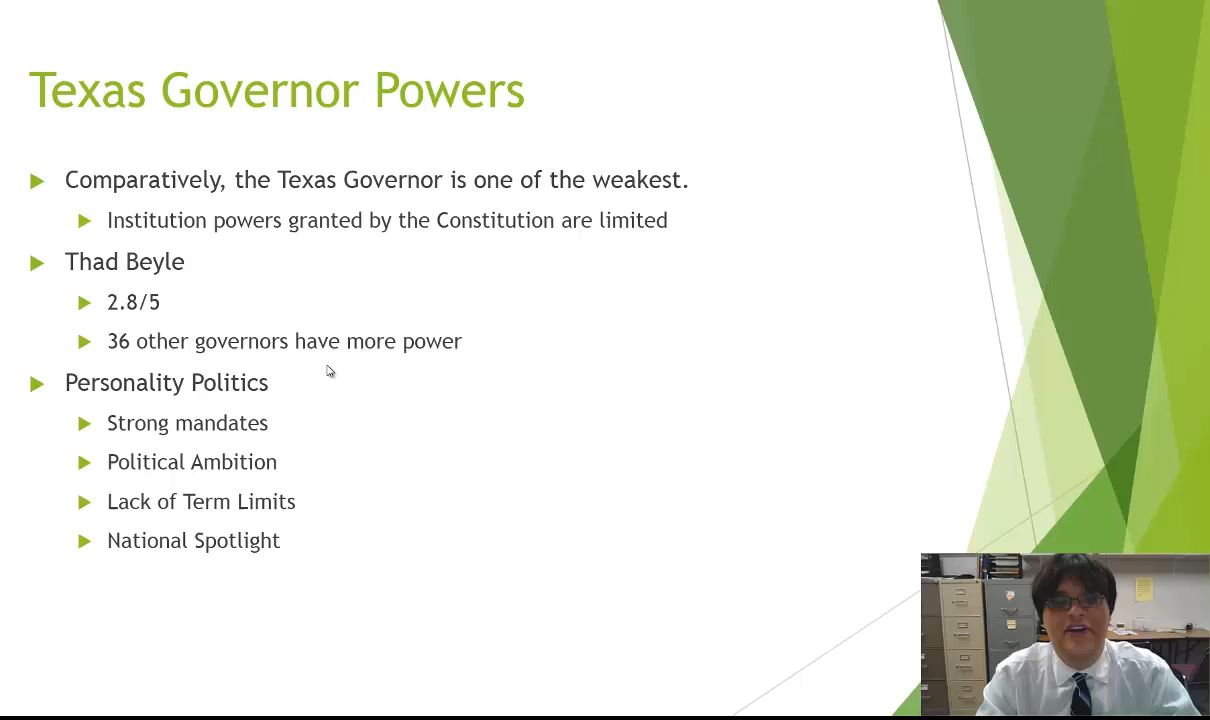 Texas Governor Powers
Comparatively, the Texas Governor is one of the weakest.
Institution powers granted by the Constitution are limited
Thad Beyle
2.8/5
36 other governors have more power
Personality Politics
Strong mandates
Political Ambition
Lack of Term Limits
National Spotlight